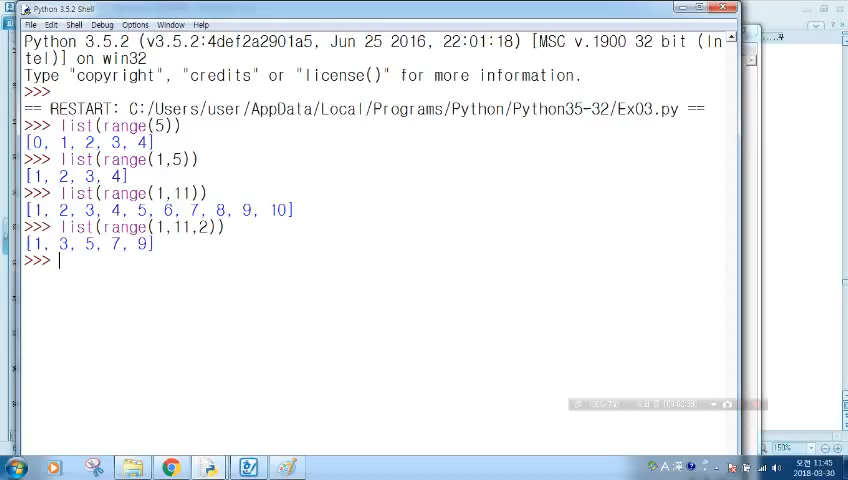 Python 3.5.2 Shell
File Edit Shell Debug Options Window Help
Python 3.5.2 (v3.5.2:4def2a2901a5, Jun 25 2016, 22:01:18) [MSC v.1900 32 bit (In
tel)] on win32
Type "copyright", "credits" or "license()" for more information.
>>>
== RESTART: C:/Users/user/AppData/Local/Programs/Python/Python35-32/Ex03.py ==
>>> list(range(5))
[0, 1, 2, 3, 4]
>>> list(range(1,5))
[1, 2, 3, 4]
>>> list(range(1,11))
[1, 2, 3, 4, 5, 6, 7, 8, 9, 10]
>>> list(range(1,11,2))
[1, 3, 5, 7, 9]
>>>
150%
A 漢
오전 11:45
2018-03-30